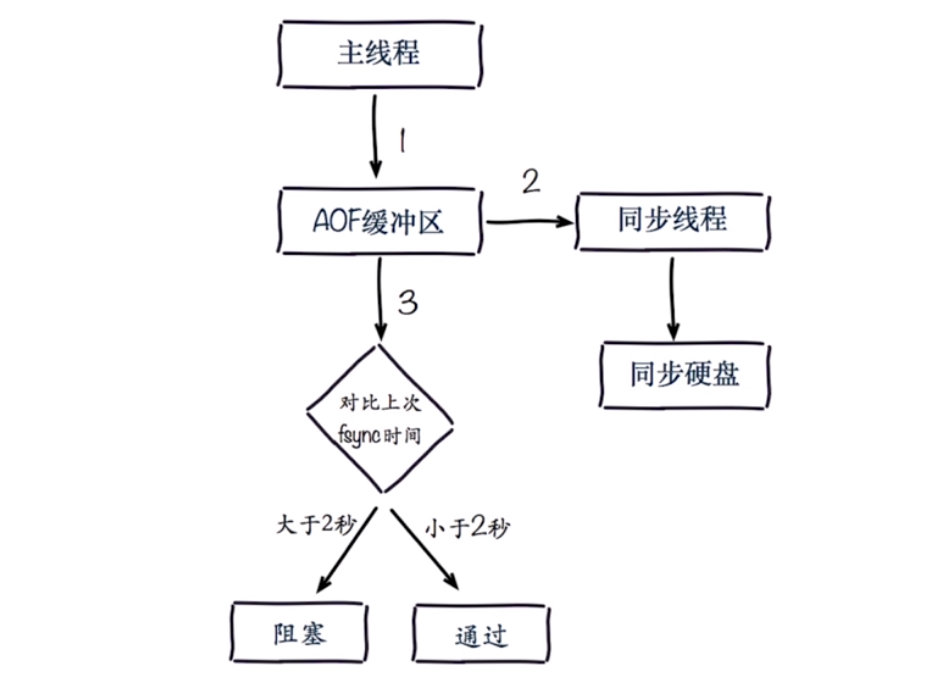 主线程
1
AOF缓冲区
2
同步线程
3
同步硬盘
对比上次
fsync时间
大于2秒
小于2秒
阻塞
通过